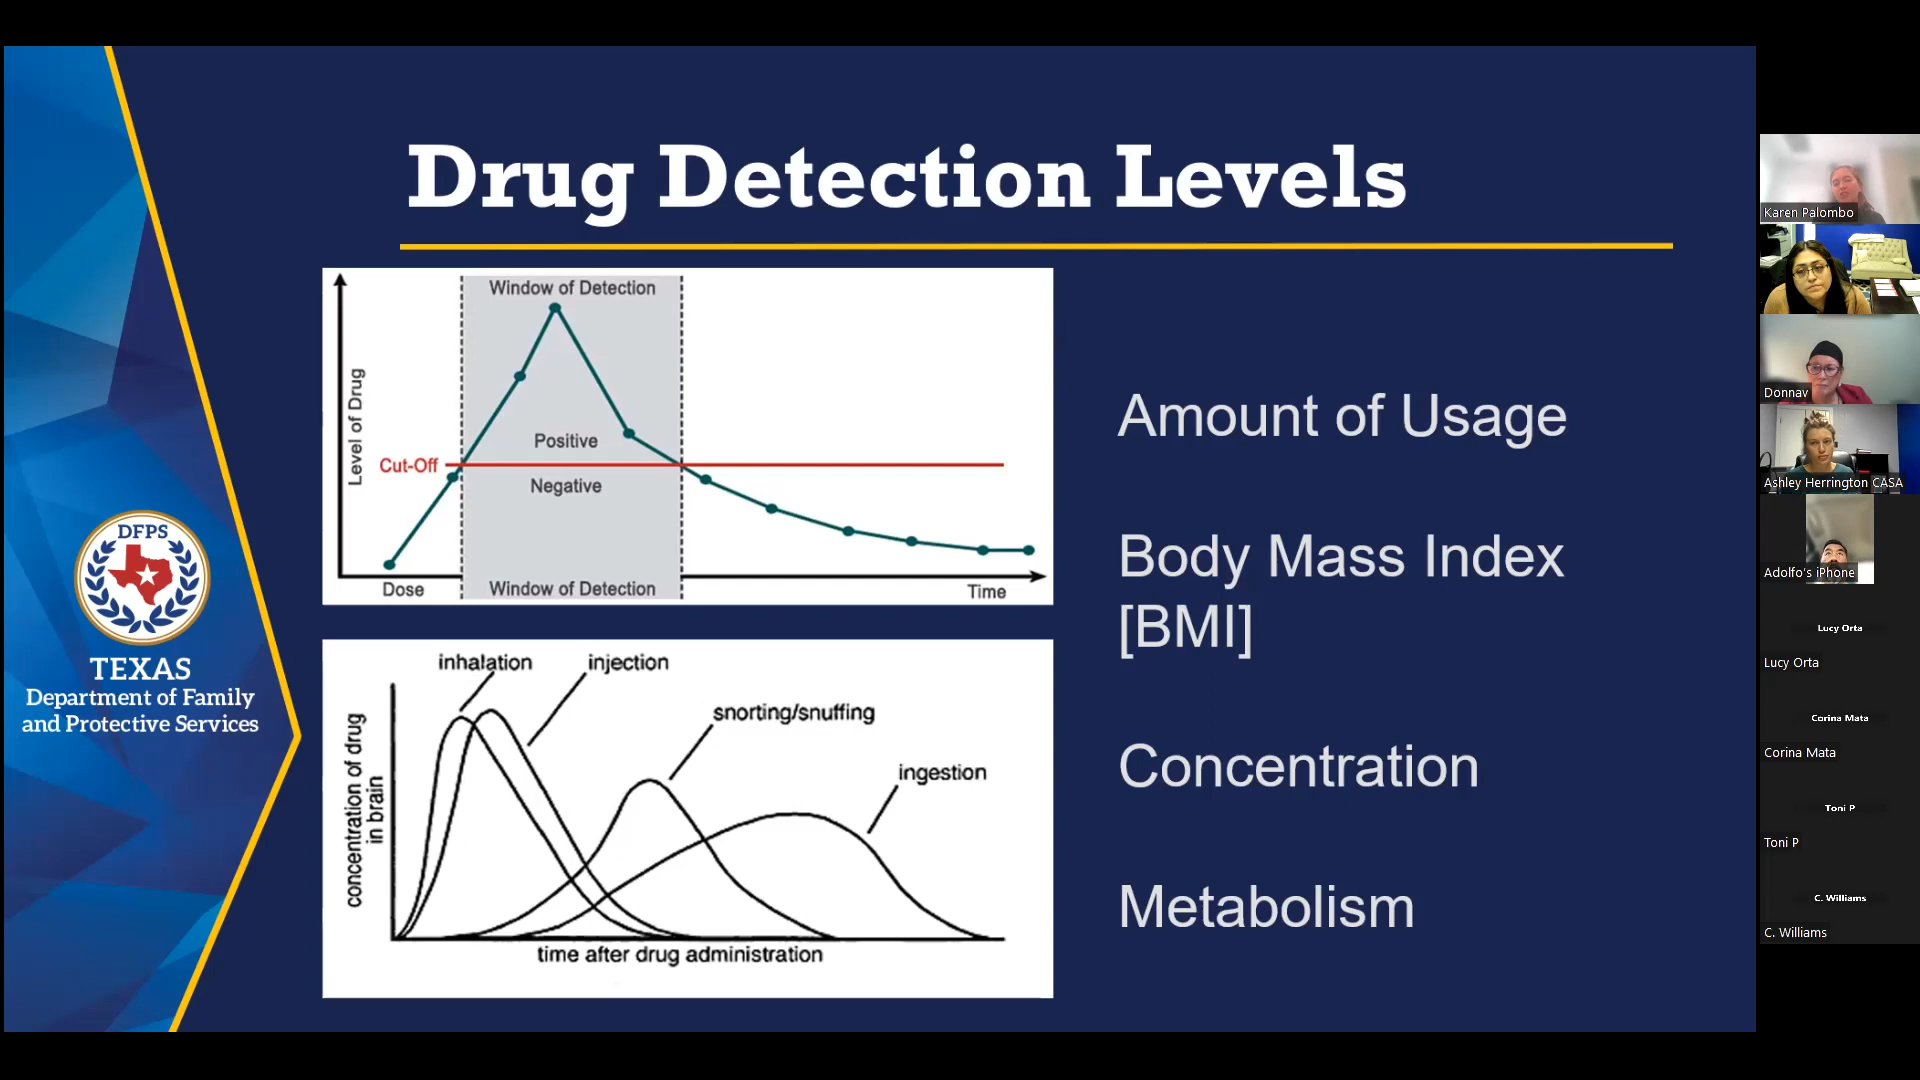 Drug Detection Levels
Window of Detection
Level of Drug
Positive
Cut-Off
Negative
Dose
Window of Detection
Time
inhalation
injection
snorting/snuffing
ingestion
concentration of drug
in brain
time after drug administration
Amount of Usage
Body Mass Index
[BMI]
Concentration
Metabolism
DFPS
TEXAS
Department of Family
and Protective Services
Karen Palombo
Donnav
Ashley Herrington CASA
Adolfo's iPhone
Lucy Orta
Lucy Orta
Corina Mata
Corina Mata
Toni P
Toni P
C. Williams
C. Williams